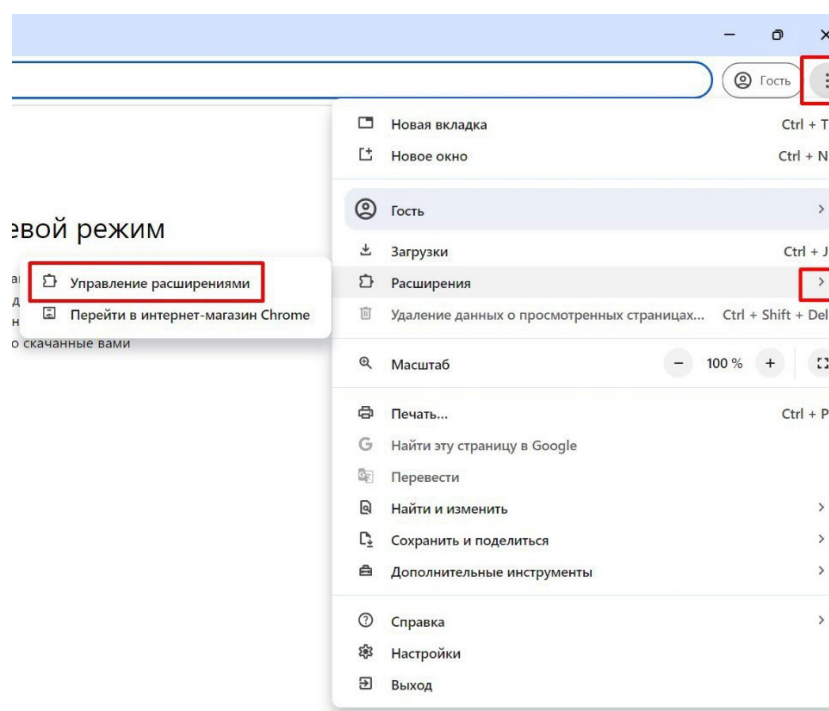 Гость
Новая вкладка Ctrl + T
Новое окно Ctrl + N
Гость
евой режим
Загрузки Ctrl + J
Управление расширениями
Расширения
Перейти в интернет-магазин Chrome
Удаление данных о просмотренных страницах... Ctrl + Shift + Del
о скачанные вами
Масштаб − 100 % +
Печать... Ctrl + P
Найти эту страницу в Google
Перевести
Найти и изменить
Сохранить и поделиться
Дополнительные инструменты
Справка
Настройки
Выход